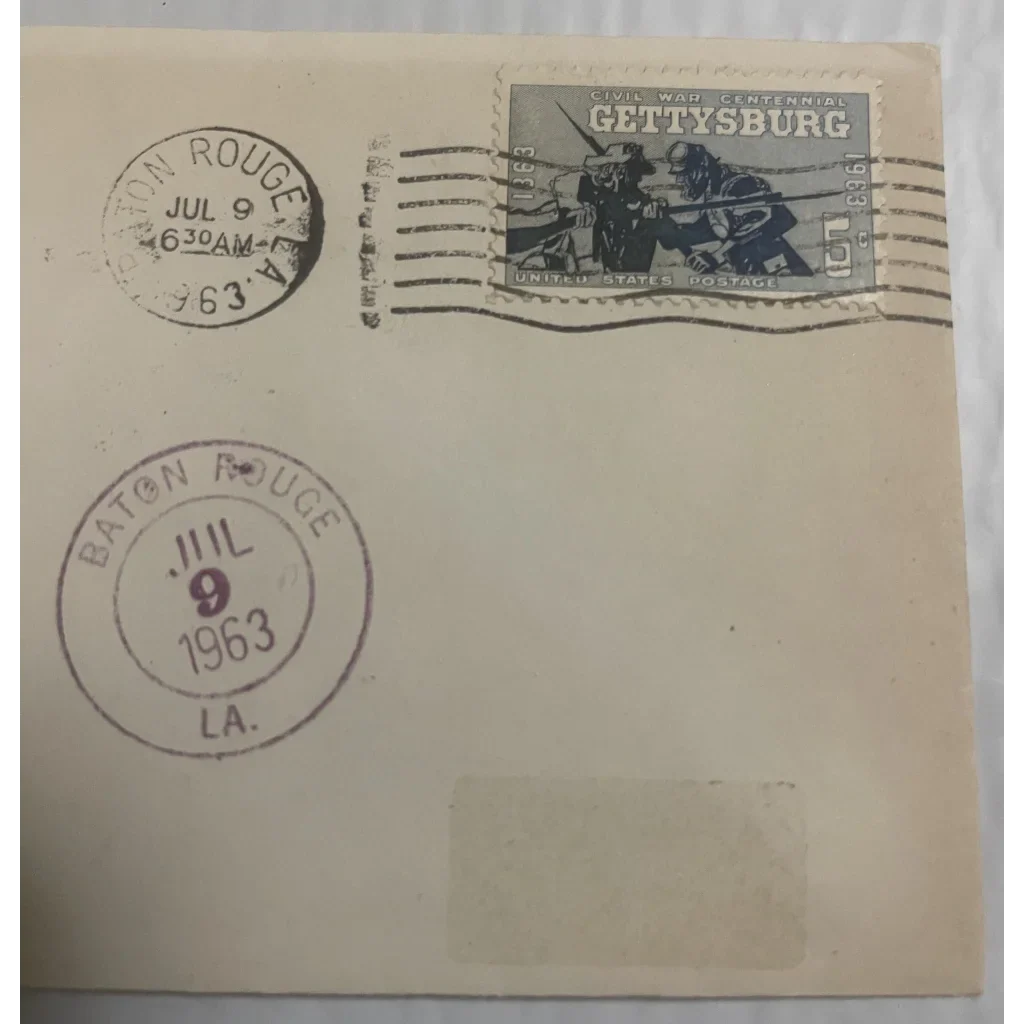 BATON ROUGE, LA.
JUL 9
6 30 AM
1963
CIVIL WAR CENTENNIAL
GETTYSBURG
1863
1963
5 c
UNITED STATES POSTAGE
BATON ROUGE
JUL
9
1963
LA.